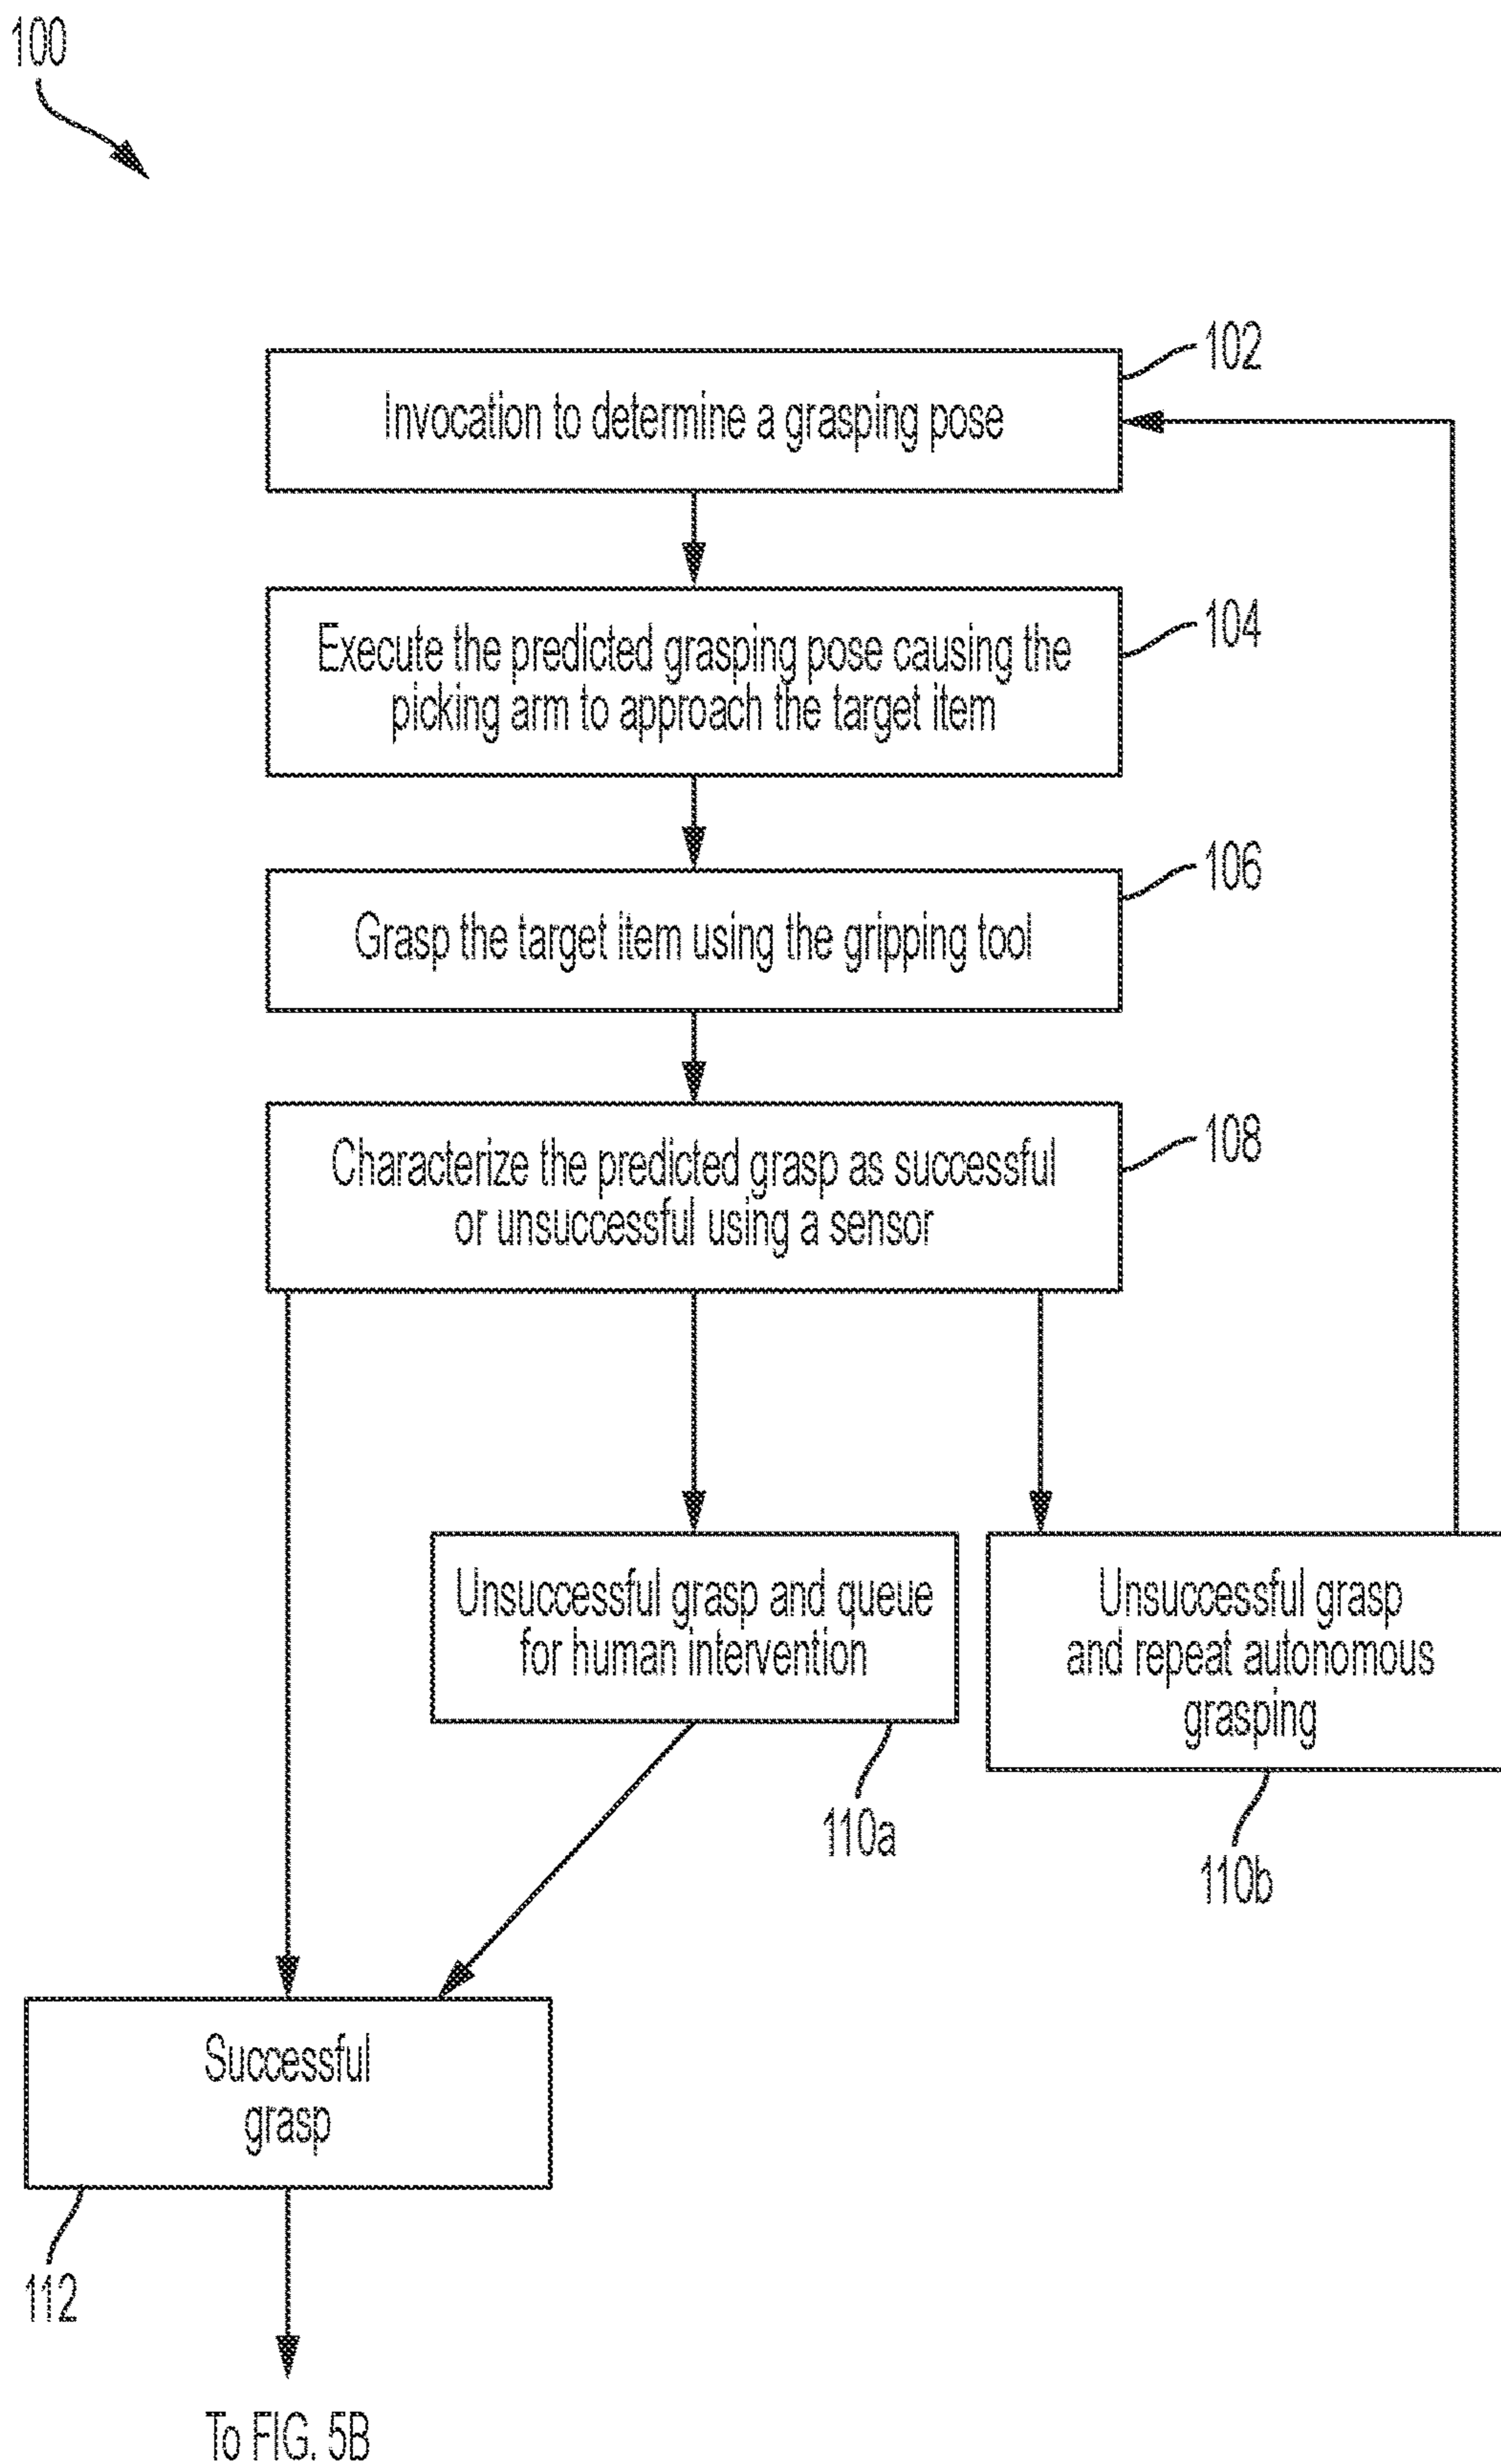 100
102
Invocation to determine a grasping pose
104
Execute the predicted grasping pose causing the
picking arm to approach the target item
106
Grasp the target item using the gripping tool
108
Characterize the predicted grasp as successful
or unsuccessful using a sensor
Unsuccessful grasp and queue
for human intervention
110a
Unsuccessful grasp
and repeat autonomous
grasping
110b
Successful
grasp
112
To FIG. 5B